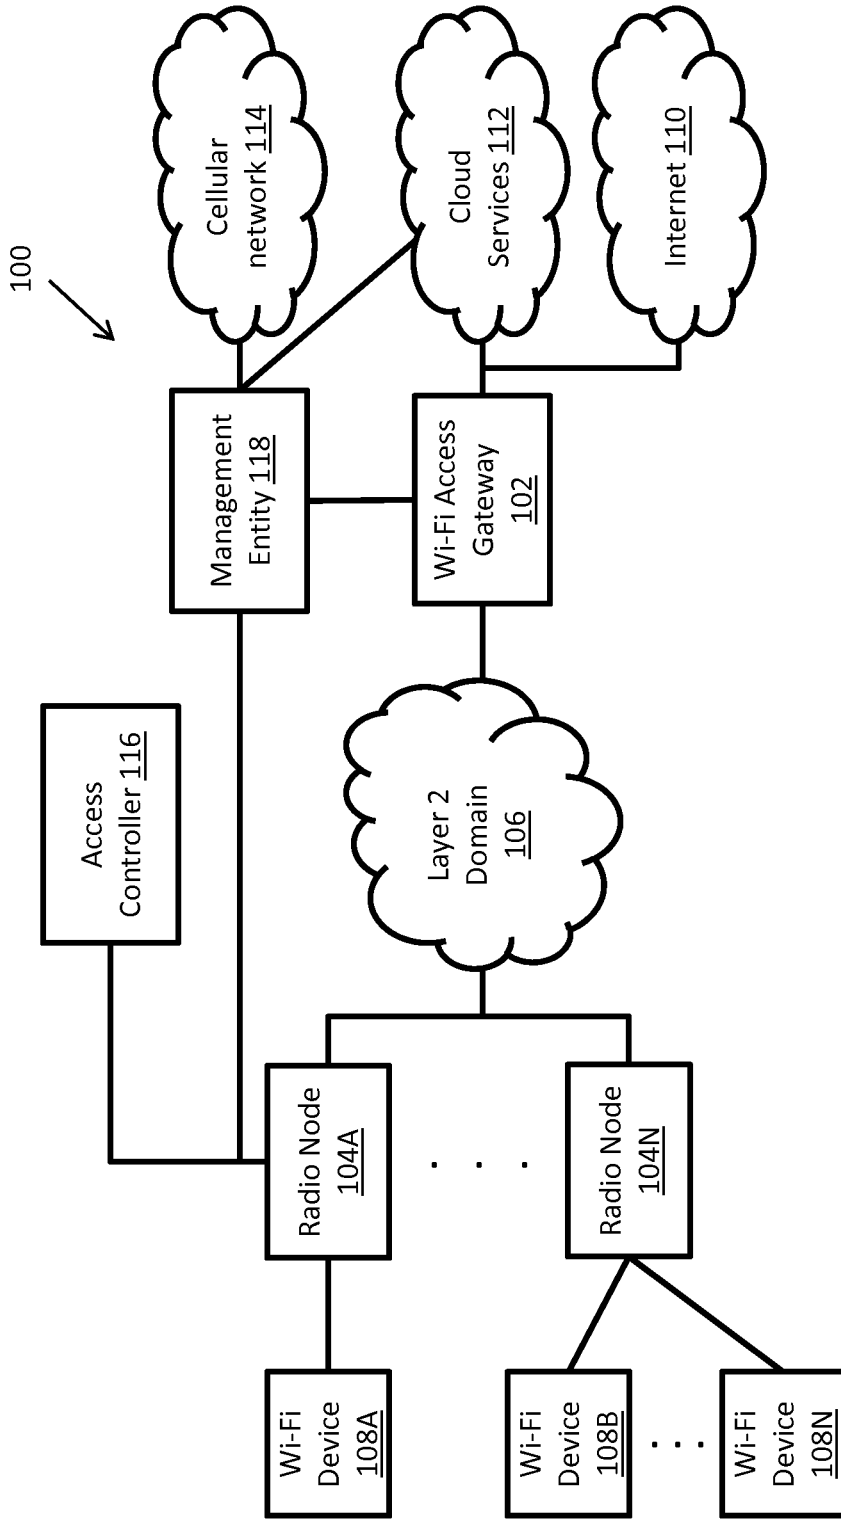 100
Cellular
network 114
Cloud
Services 112
Internet 110
Management
Entity 118
Wi-Fi Access
Gateway
102
Access
Controller 116
Layer 2
Domain
106
Radio Node
104A
. . .
Radio Node
104N
Wi-Fi
Device
108A
Wi-Fi
Device
108B
. . .
Wi-Fi
Device
108N